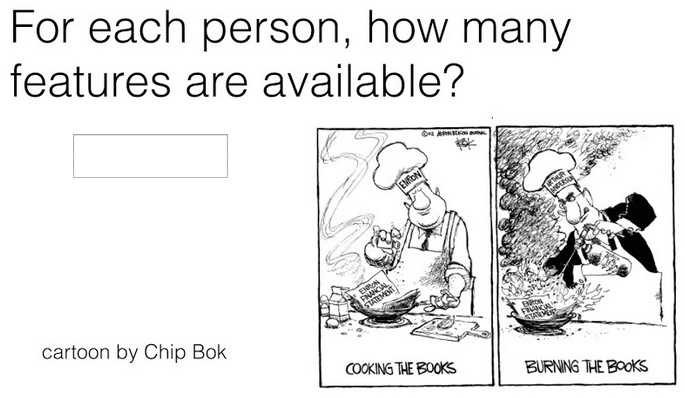 For each person, how many
features are available?
©02 AKRON BEACON JOURNAL
BOK
ENRON
ENRON
FINANCIAL
STATEMENT
COOKING THE BOOKS
ARTHUR
ANDERSEN
ENRON
FINANCIAL
STATEMENT
BURNING THE BOOKS
cartoon by Chip Bok